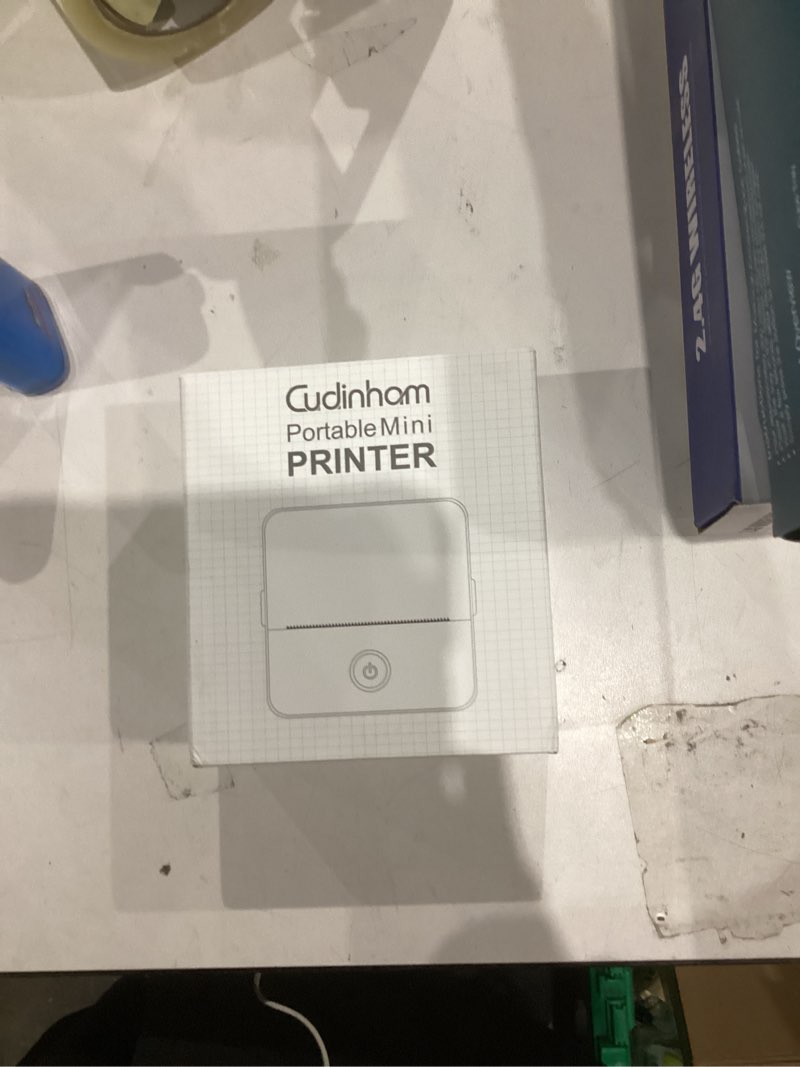 Cudinham
Portable Mini
PRINTER
2.4G WIRELESS